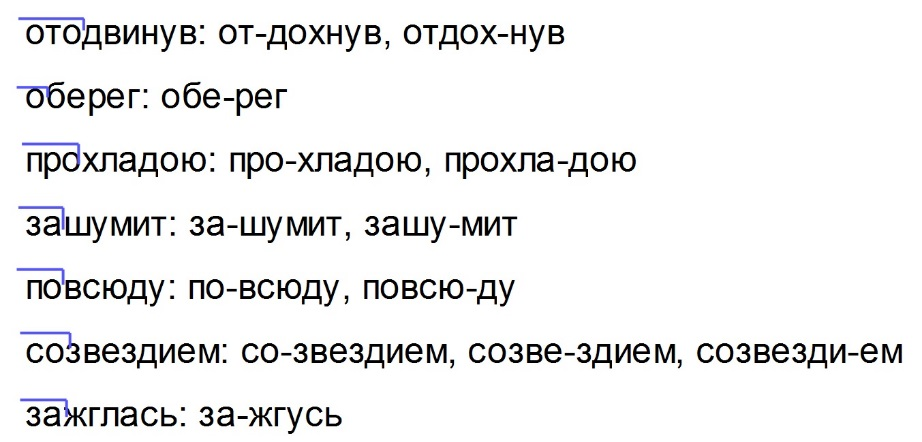 отодвинув: от-дохнув, отдох-нув
оберег: обе-рег
прохладою: про-хладою, прохла-дою
зашумит: за-шумит, зашу-мит
повсюду: по-всюду, повсю-ду
созвездием: со-звездием, созве-здием, созвезди-ем
зажглась: за-жгусь